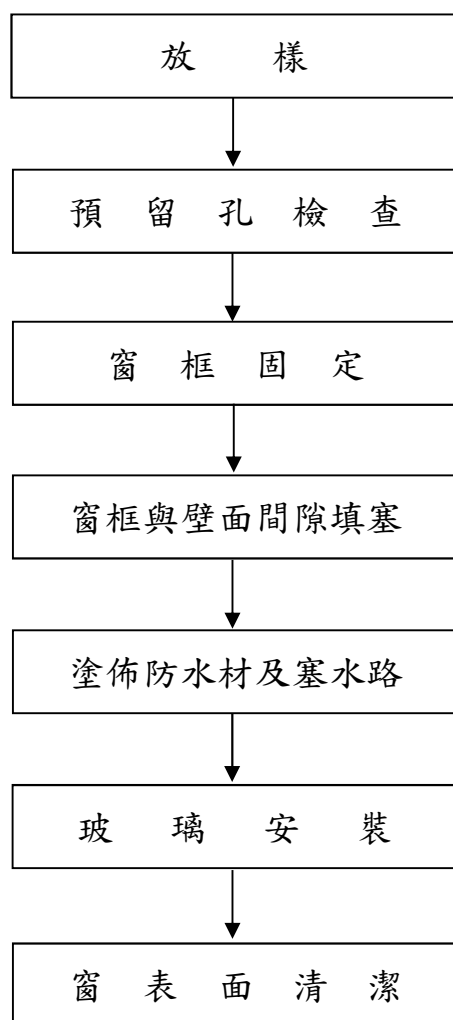 放樣
預留孔檢查
窗框固定
窗框與壁面間隙填塞
塗佈防水材及塞水路
玻璃安裝
窗表面清潔